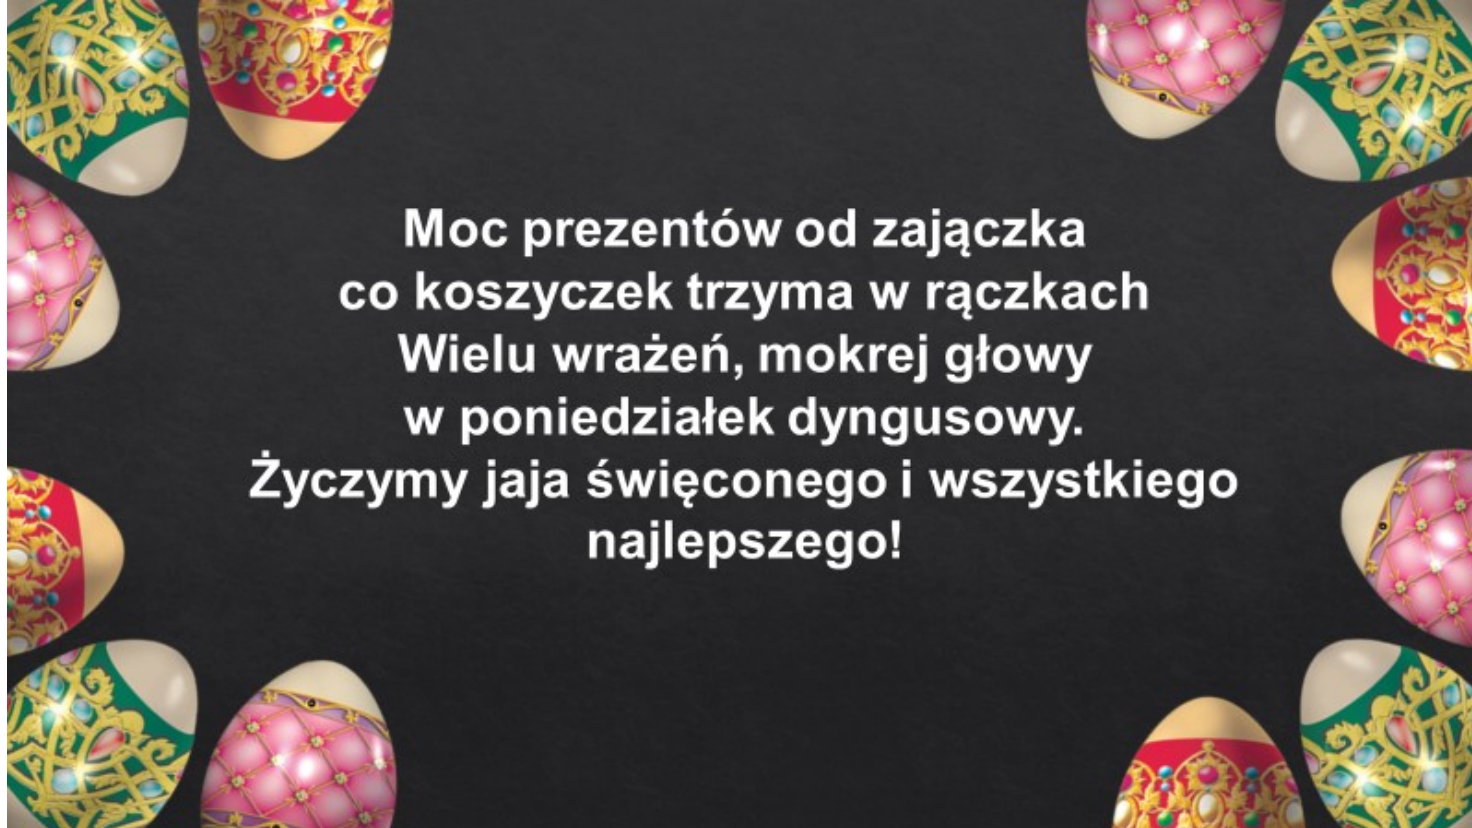 Moc prezentów od zajączka
co koszyczek trzyma w rączkach
Wielu wrażeń, mokrej głowy
w poniedziałek dyngusowy.
Życzymy jaja święconego i wszystkiego
najlepszego!